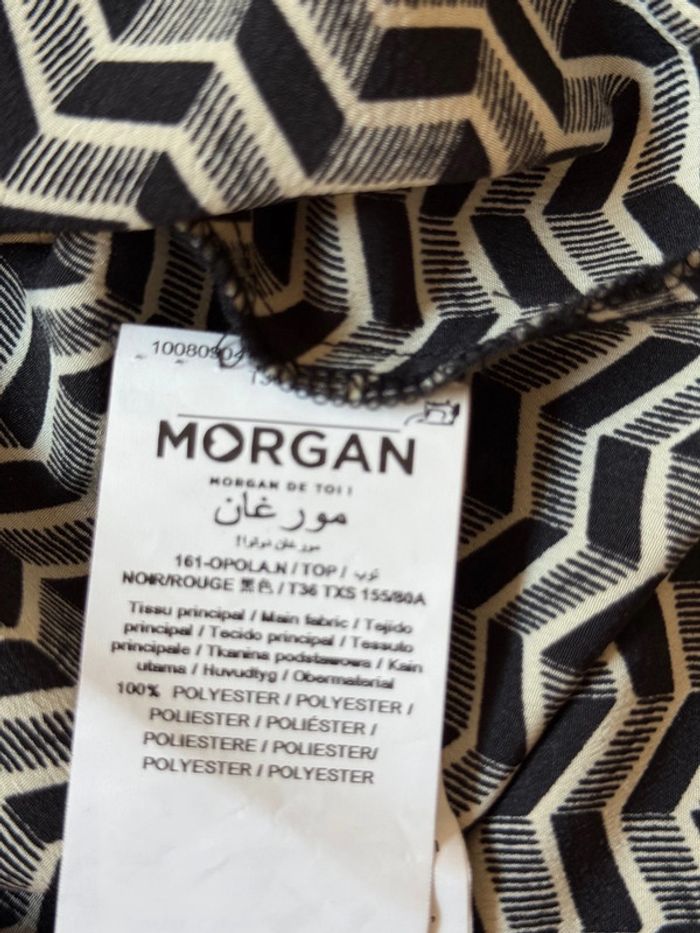 MORGAN
MORGAN DE TOI !
مورغان
161-OPOLA.N / TOP / توب
NOIR/ROUGE 黑色 / T36 TXS 155/80A
Tissu principal / Main fabric / Tejido
principal / Tecido principal / Tessuto
principale / Tkanina podstawowa / Kain
utama / Huvudtyg / Obermaterial
100% POLYESTER / POLYESTER /
POLIESTER / POLIÉSTER /
POLIESTERE / POLIESTER/
POLYESTER / POLYESTER